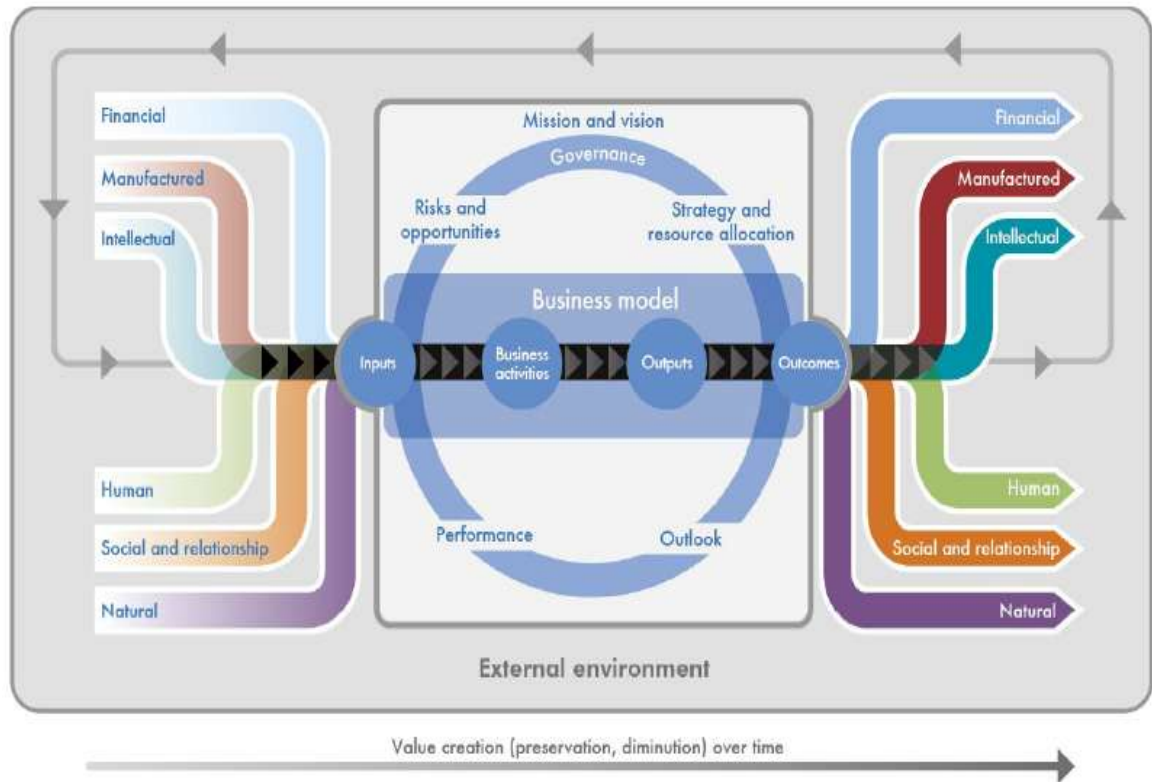 Financial
Manufactured
Intellectual
Human
Social and relationship
Natural
Mission and vision
Governance
Risks and
opportunities
Strategy and
resource allocation
Business model
Inputs
Business
activities
Outputs
Outcomes
Performance
Outlook
Financial
Manufactured
Intellectual
Human
Social and relationship
Natural
External environment
Value creation (preservation, diminution) over time